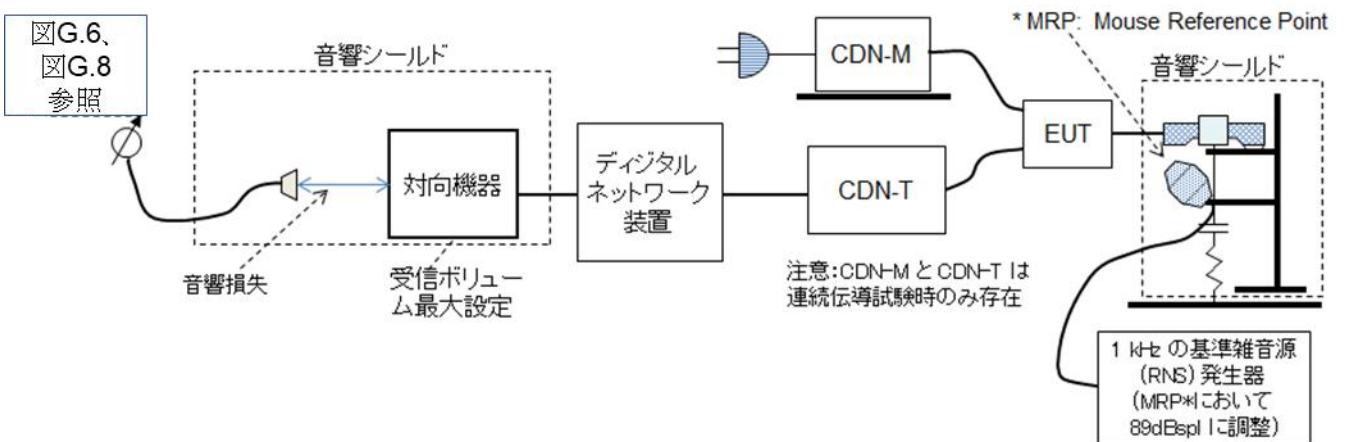 図G.6、
図G.8
参照
音響シールド
対向機器
音響損失
受信ボリュー
ム最大設定
ディジタル
ネットワーク
装置
CDN-M
CDN-T
注意:CDN-M と CDN-T は
連続伝導試験時のみ存在
EUT
* MRP: Mouse Reference Point
音響シールド
1 kHz の基準雑音源
(RNS) 発生器
(MRP*において
89dBspl に調整)